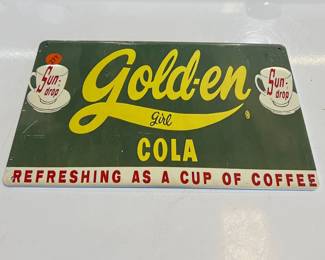 Gold-en
girl
COLA
Sun-
drop
Sun-
drop
REFRESHING AS A CUP OF COFFEE